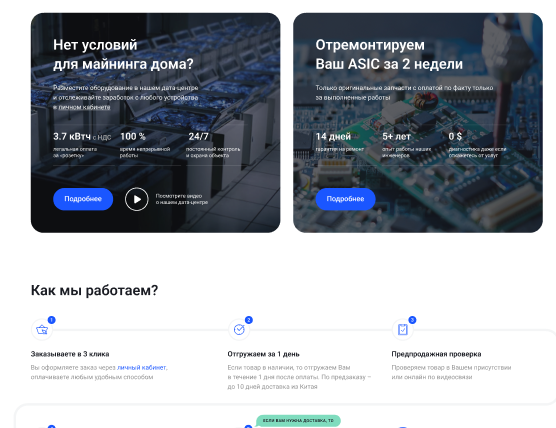 Нет условий
для майнинга дома?
Разместите оборудование в нашем дата центре
и отслеживайте заработок с любого устройства
в личном кабинете
3.7 кВтч с НДС
легальная оплата
за «розетку»
100 %
время непрерывной
работы
24/7
постоянный контроль
и охрана объекта
Подробнее
Посмотрите видео
о нашем дата-центре
Отремонтируем
Ваш ASIC за 2 недели
Только оригинальные запчасти с оплатой по факту только
за выполненные работы
14 дней
гарантия на ремонт
5+ лет
опыт работы наших
инженеров
0 $
диагностика даже если
откажетесь от услуг
Подробнее
Как мы работаем?
1
Заказываете в 3 клика
Вы оформляете заказ через личный кабинет,
оплачиваете любым удобным способом
2
Отгружаем за 1 день
Если товар в наличии, то отгружаем Вам
в течение 1 дня после оплаты. По предзаказу –
до 10 дней доставка из Китая
3
Предпродажная проверка
Проверяем товар в Вашем присутствии
или онлайн по видеосвязи
ЕСЛИ ВАМ НУЖНА ДОСТАВКА, ТО